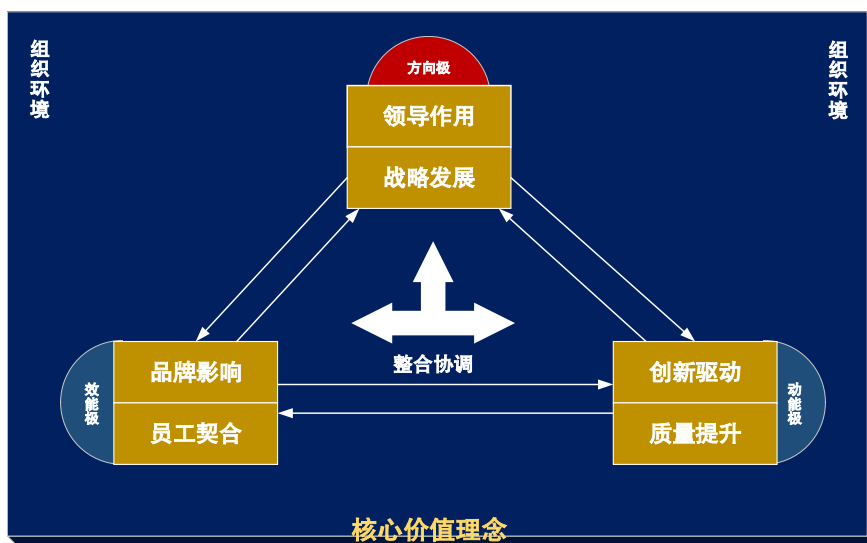 组织环境
组织环境
方向极
领导作用
战略发展
整合协调
效能极
品牌影响
员工契合
创新驱动
质量提升
动能极
核心价值理念